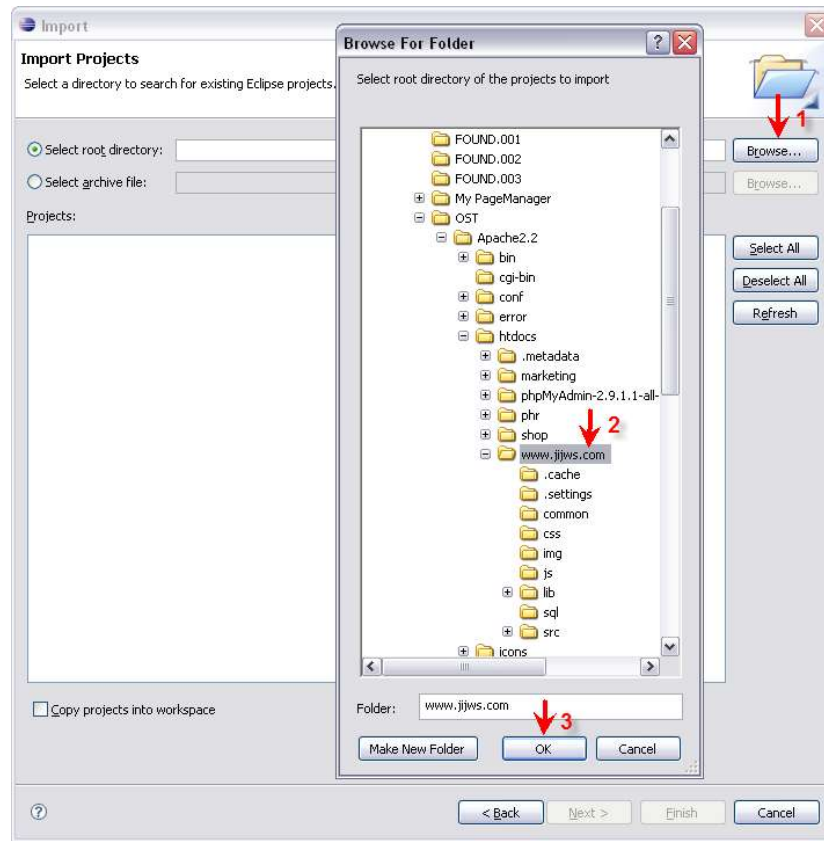 Import
Import Projects
Select a directory to search for existing Eclipse projects.
Select root directory:
Browse...
Select archive file:
Browse...
Projects:
Select All
Deselect All
Refresh
Copy projects into workspace
< Back
Next >
Finish
Cancel
Browse For Folder
Select root directory of the projects to import
FOUND.001
FOUND.002
FOUND.003
My PageManager
OST
Apache2.2
bin
cgi-bin
conf
error
htdocs
.metadata
marketing
phpMyAdmin-2.9.1.1-all-
phr
shop
www.jijws.com
.cache
.settings
common
css
img
js
lib
sql
src
icons
Folder: www.jijws.com
Make New Folder
OK
Cancel
1
2
3